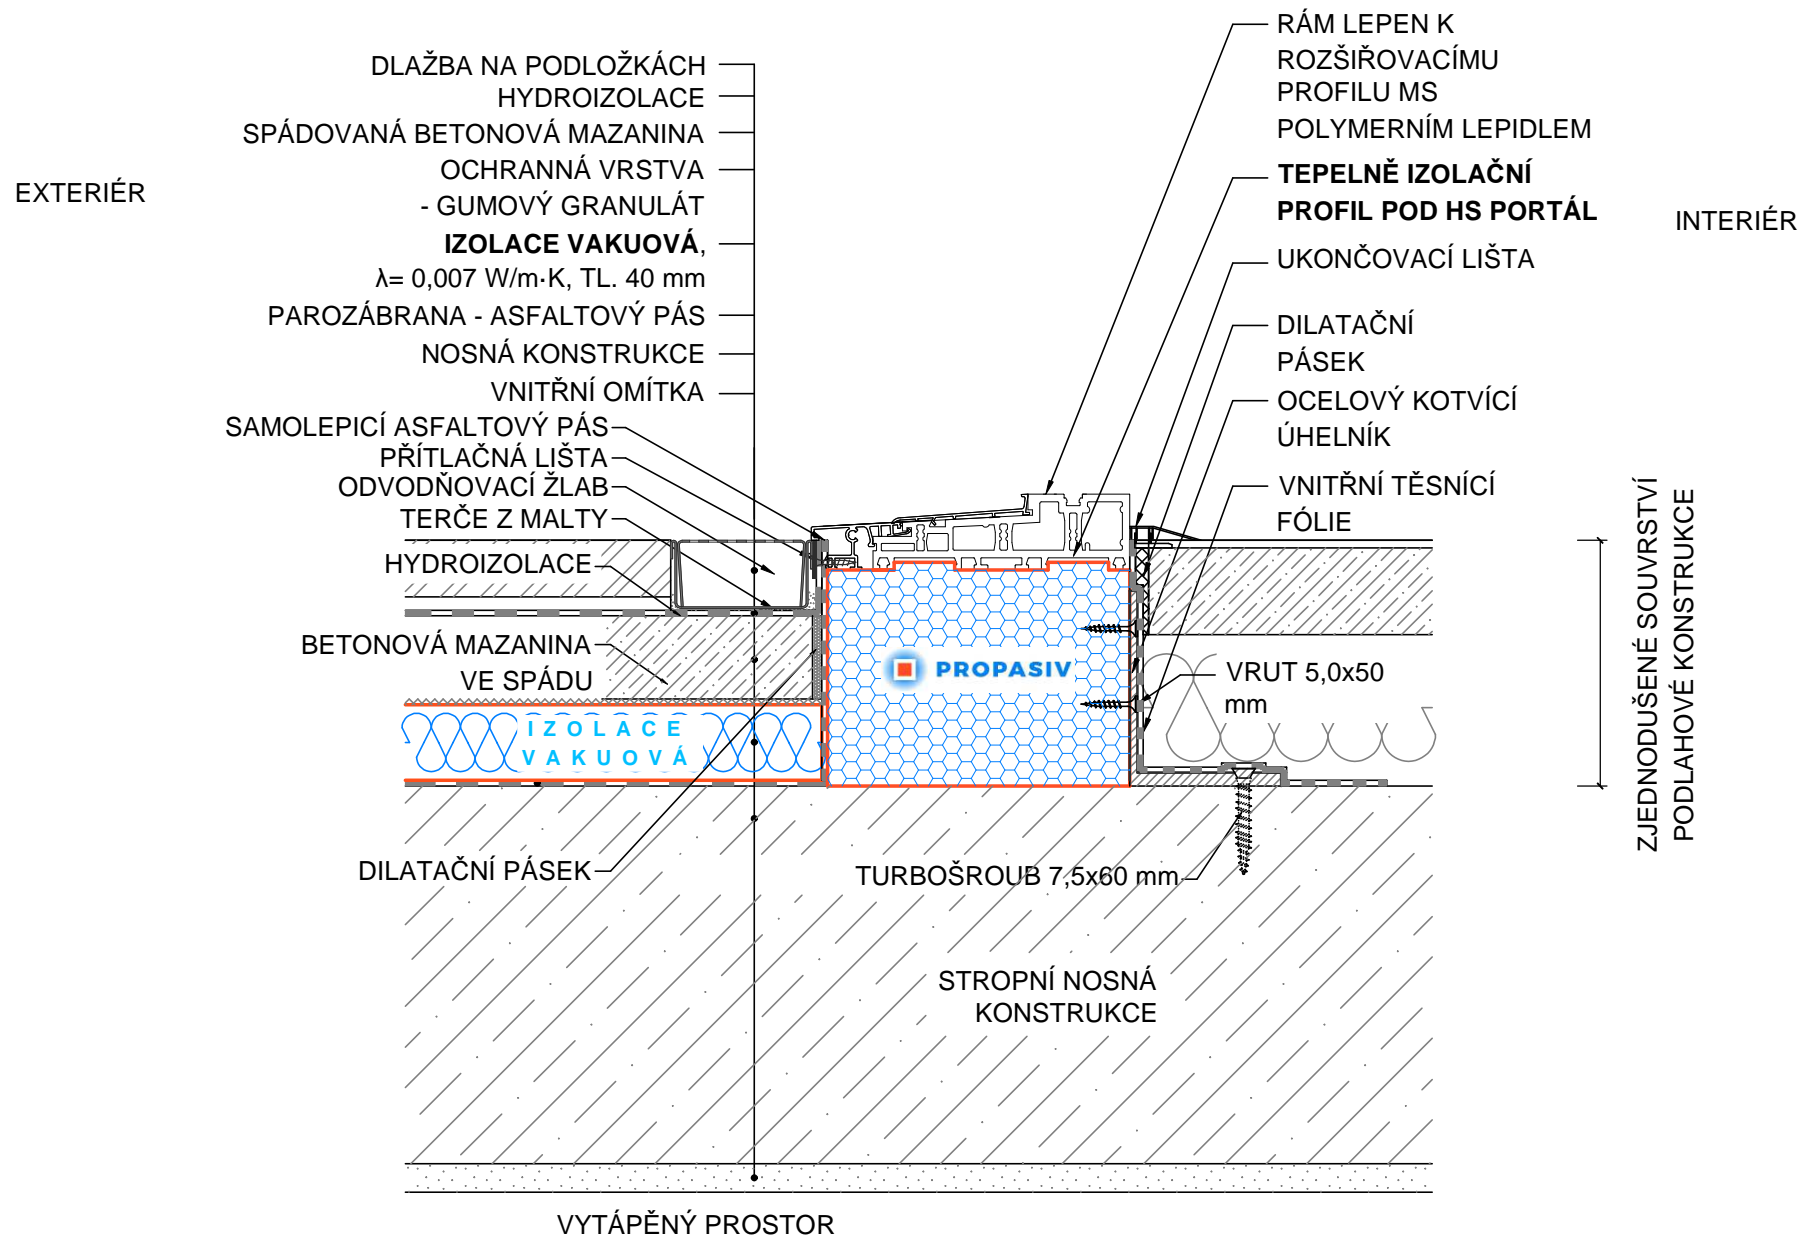 EXTERIÉR
DLAŽBA NA PODLOŽKÁCH
HYDROIZOLACE
SPÁDOVANÁ BETONOVÁ MAZANINA
OCHRANNÁ VRSTVA
- GUMOVÝ GRANULÁT
IZOLACE VAKUOVÁ,
λ= 0,007 W/m·K, TL. 40 mm
PAROZÁBRANA - ASFALTOVÝ PÁS
NOSNÁ KONSTRUKCE
VNITŘNÍ OMÍTKA
SAMOLEPICÍ ASFALTOVÝ PÁS
PŘÍTLAČNÁ LIŠTA
ODVODŇOVACÍ ŽLAB
TERČE Z MALTY
HYDROIZOLACE
BETONOVÁ MAZANINA
VE SPÁDU
IZOLACE
VAKUOVÁ
DILATAČNÍ PÁSEK
RÁM LEPEN K
ROZŠIŘOVACÍMU
PROFILU MS
POLYMERNÍM LEPIDLEM
TEPELNĚ IZOLAČNÍ
PROFIL POD HS PORTÁL
UKONČOVACÍ LIŠTA
DILATAČNÍ
PÁSEK
OCELOVÝ KOTVÍCÍ
ÚHELNÍK
VNITŘNÍ TĚSNÍCÍ
FÓLIE
INTERIÉR
PROPASIV
VRUT 5,0x50
mm
TURBOŠROUB 7,5x60 mm
STROPNÍ NOSNÁ
KONSTRUKCE
ZJEDNODUŠENÉ SOUVRSTVÍ
PODLAHOVÉ KONSTRUKCE
VYTÁPĚNÝ PROSTOR